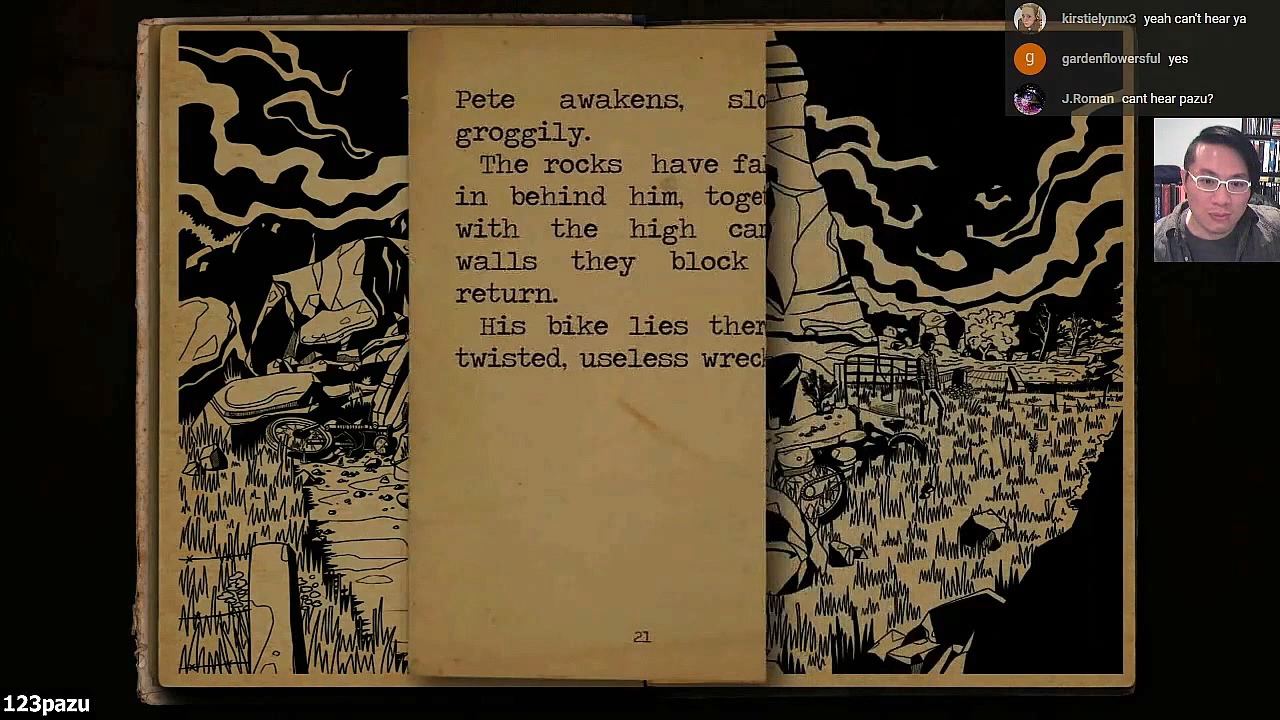 kirstielynnx3 yeah can't hear ya
g gardenflowersful yes
J.Roman cant hear pazu?
Pete awakens,
groggily.
The rocks have
in behind him,
with the high
walls they block
return.
His bike lies
twisted, useless
21
123pazu